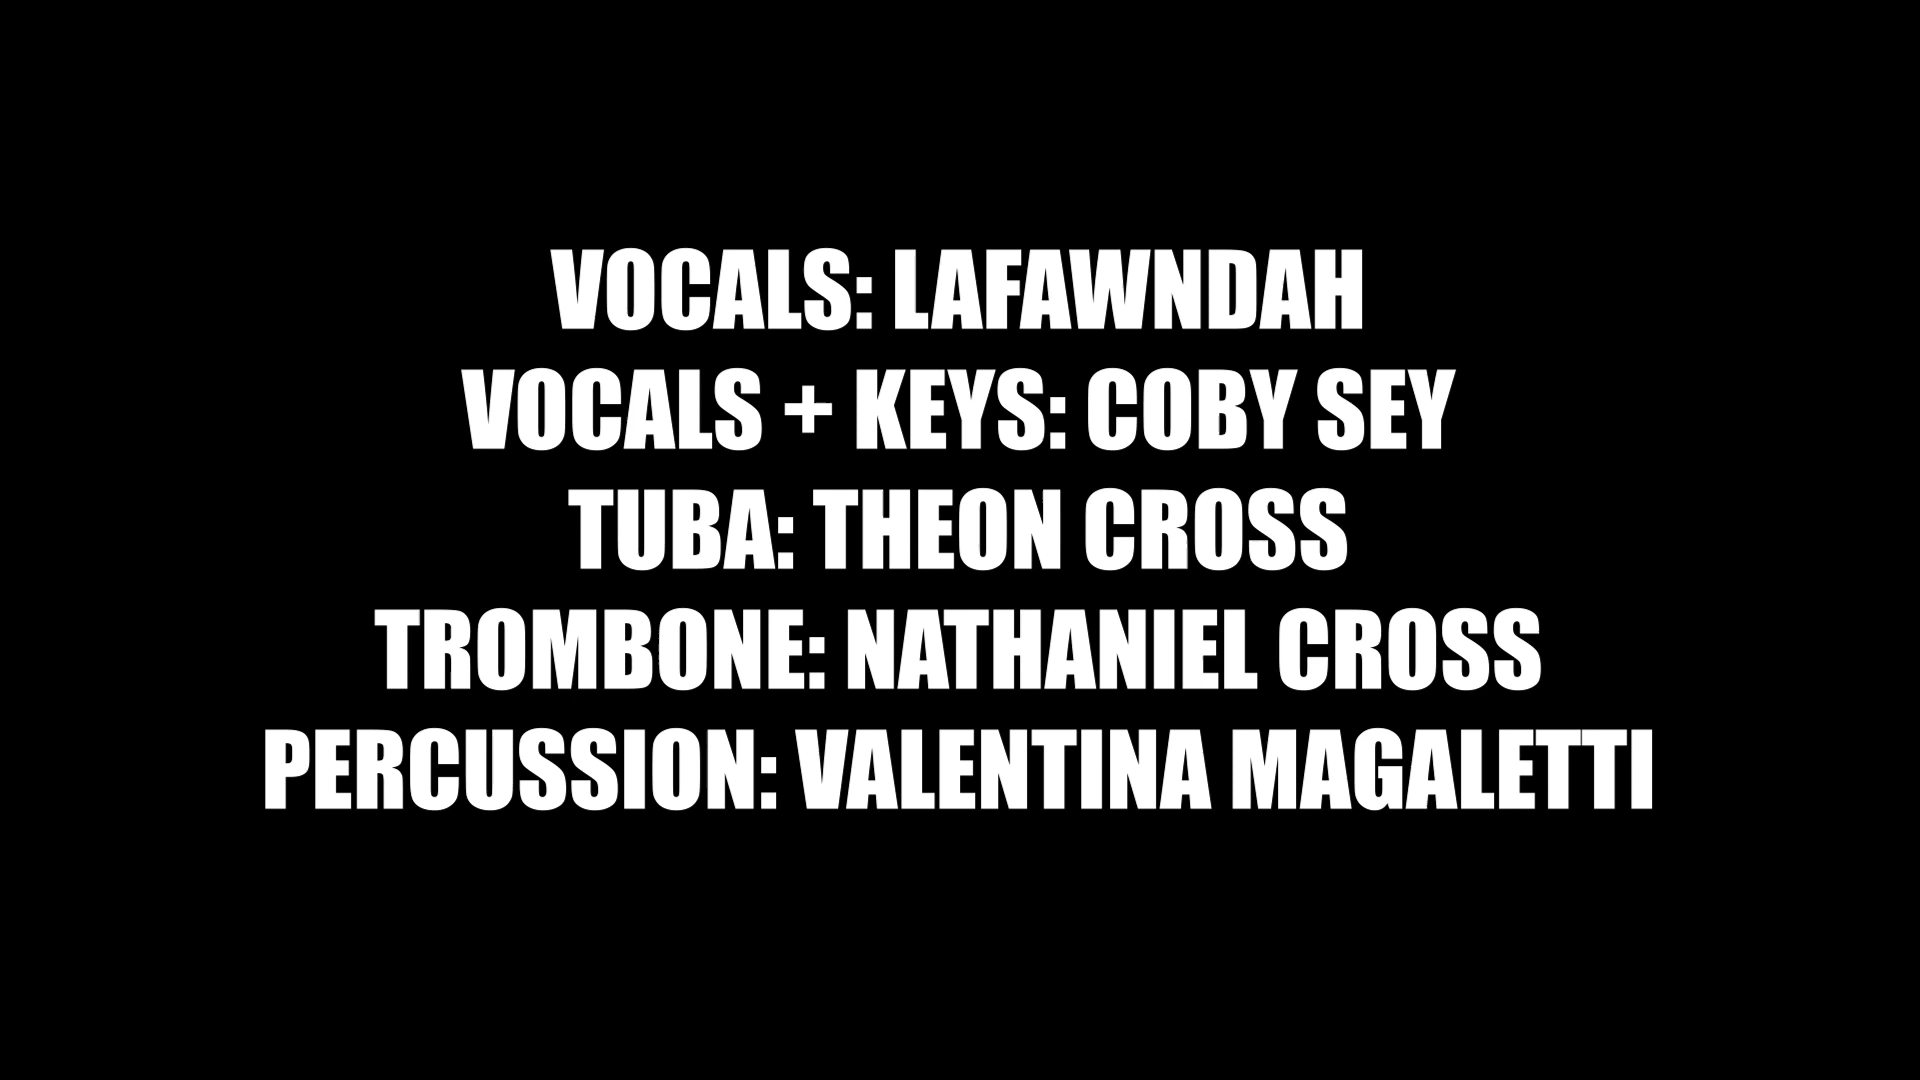 VOCALS: LAFAWNDAH
VOCALS + KEYS: COBY SEY
TUBA: THEON CROSS
TROMBONE: NATHANIEL CROSS
PERCUSSION: VALENTINA MAGALETTI